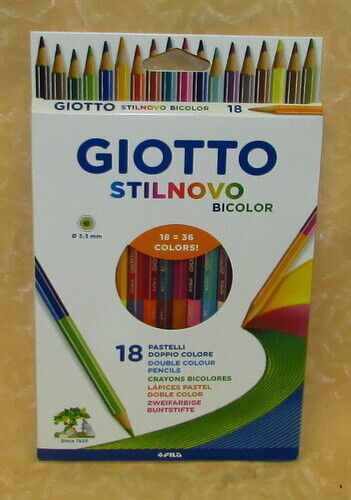 GIOTTO STILNOVO BICOLOR 18
GIOTTO
STILNOVO
BICOLOR
Ø 3,3 mm
18 = 36
COLORS!
18 PASTELLI
DOPPIO COLORE
DOUBLE COLOUR
PENCILS
CRAYONS BICOLORES
LÁPICES PASTEL
DOBLE COLOR
ZWEIFARBIGE
BUNTSTIFTE
Since 1920
FILA